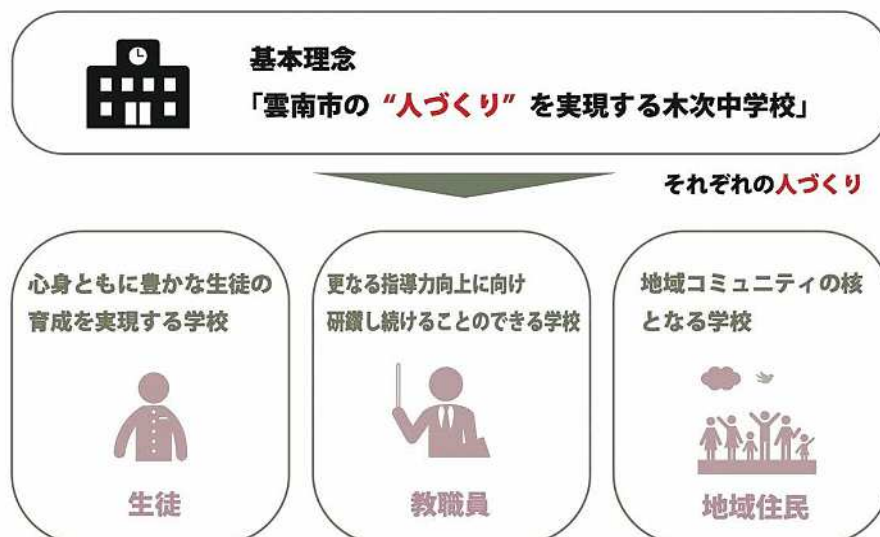 基本理念
「雲南市の “人づくり” を実現する木次中学校」
それぞれの人づくり
心身ともに豊かな生徒の
育成を実現する学校
生徒
更なる指導力向上に向け
研鑽し続けることのできる学校
教職員
地域コミュニティの核
となる学校
地域住民